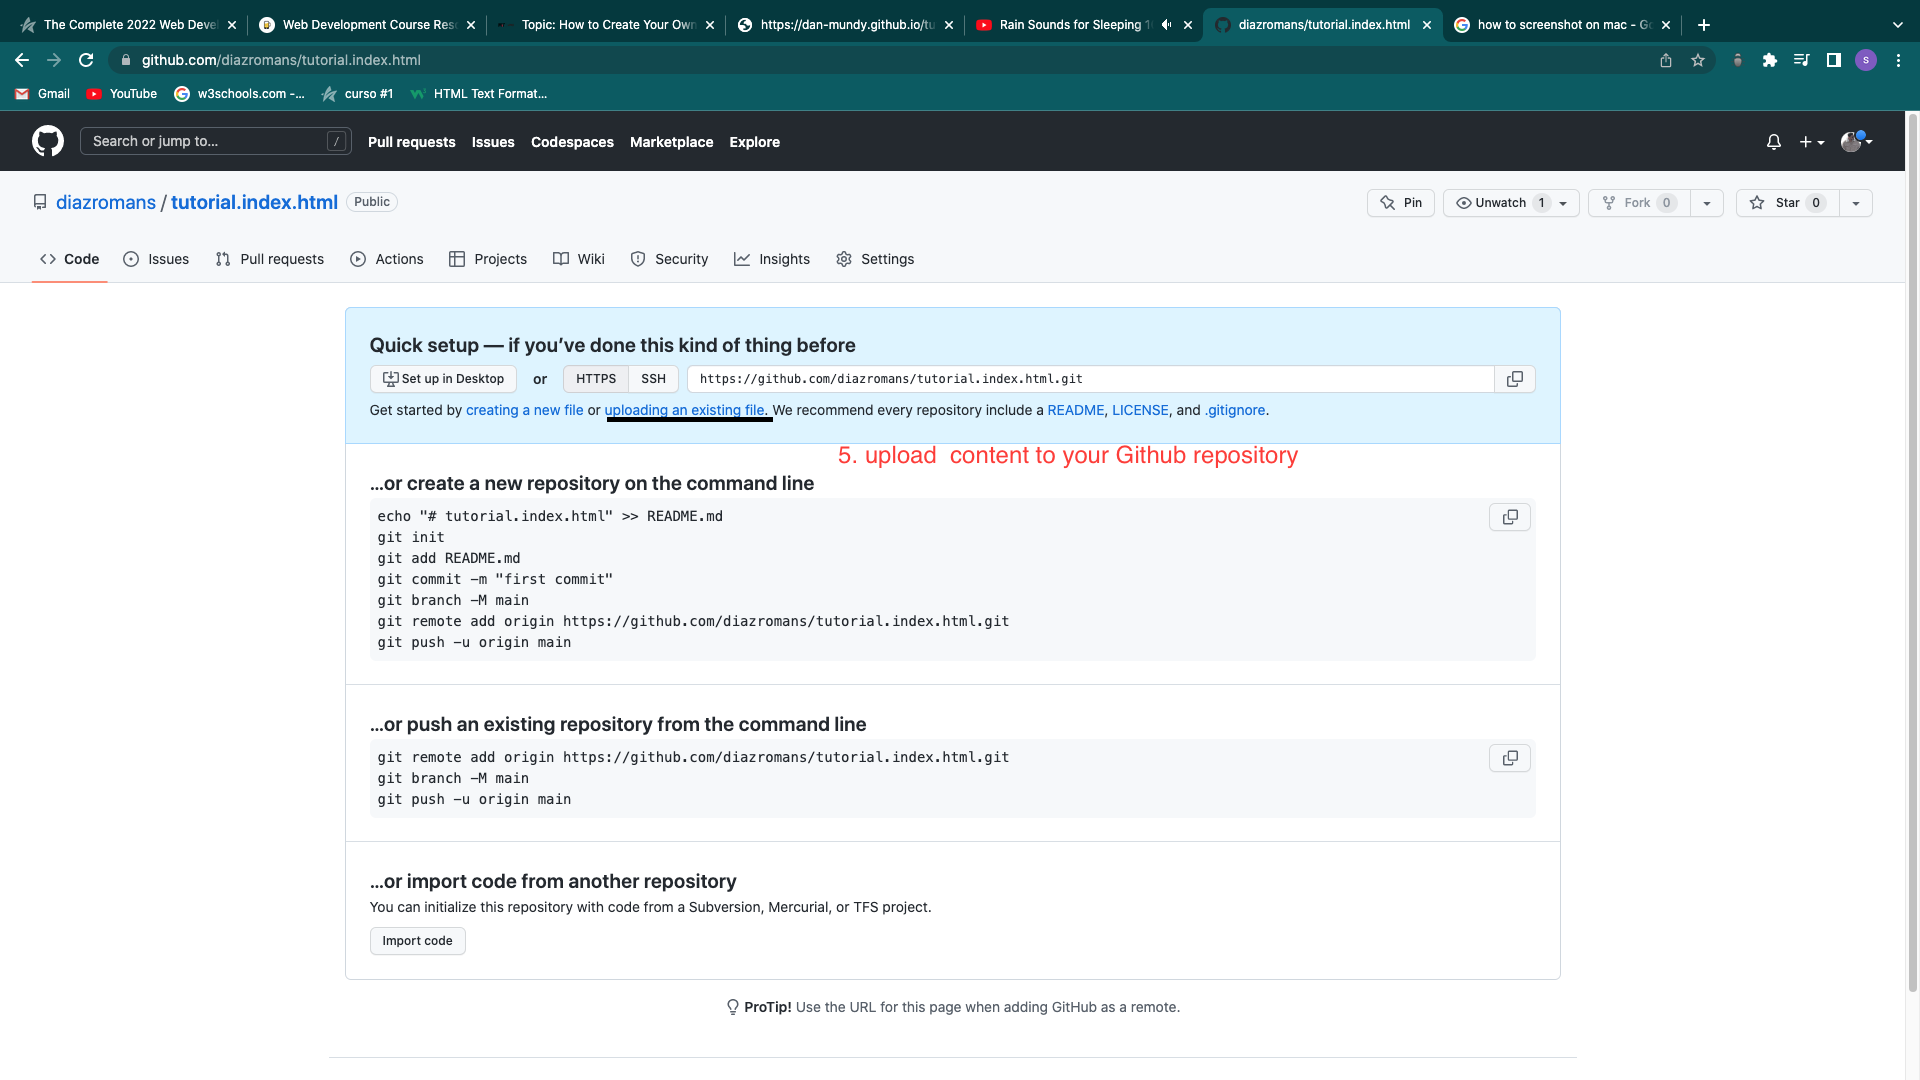 The Complete 2022 Web Deve
Web Development Course Res
Topic: How to Create Your Own
https://dan-mundy.github.io/tu
Rain Sounds for Sleeping 1
diazromans/tutorial.index.html
how to screenshot on mac - Go
github.com/diazromans/tutorial.index.html
S
Gmail
YouTube
w3schools.com -...
curso #1
HTML Text Format...
Search or jump to...
/
Pull requests
Issues
Codespaces
Marketplace
Explore
diazromans / tutorial.index.html Public
Pin
Unwatch 1
Fork 0
Star 0
Code
Issues
Pull requests
Actions
Projects
Wiki
Security
Insights
Settings
Quick setup — if you’ve done this kind of thing before
Set up in Desktop or HTTPS SSH https://github.com/diazromans/tutorial.index.html.git
Get started by creating a new file or uploading an existing file. We recommend every repository include a README, LICENSE, and .gitignore.
5. upload  content to your Github repository
…or create a new repository on the command line
echo "# tutorial.index.html" >> README.md
git init
git add README.md
git commit -m "first commit"
git branch -M main
git remote add origin https://github.com/diazromans/tutorial.index.html.git
git push -u origin main
…or push an existing repository from the command line
git remote add origin https://github.com/diazromans/tutorial.index.html.git
git branch -M main
git push -u origin main
…or import code from another repository
You can initialize this repository with code from a Subversion, Mercurial, or TFS project.
Import code
ProTip! Use the URL for this page when adding GitHub as a remote.